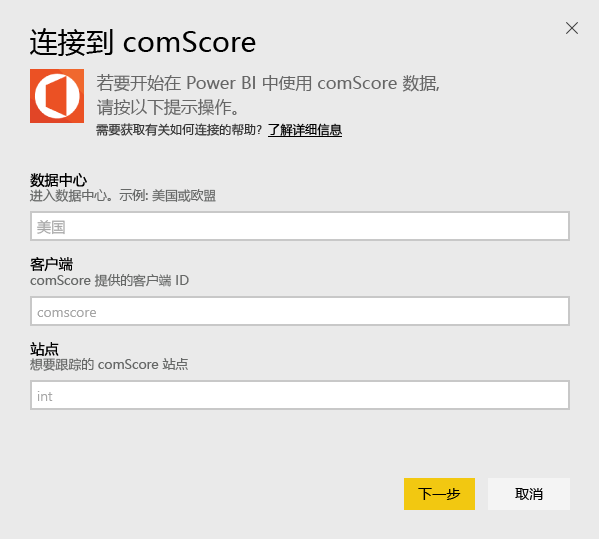 连接到 comScore
若要开始在 Power BI 中使用 comScore 数据,
请按以下提示操作。
需要获取有关如何连接的帮助? 了解详细信息
数据中心
进入数据中心。示例: 美国或欧盟
美国
客户端
comScore 提供的客户端 ID
comscore
站点
想要跟踪的 comScore 站点
int
下一步
取消